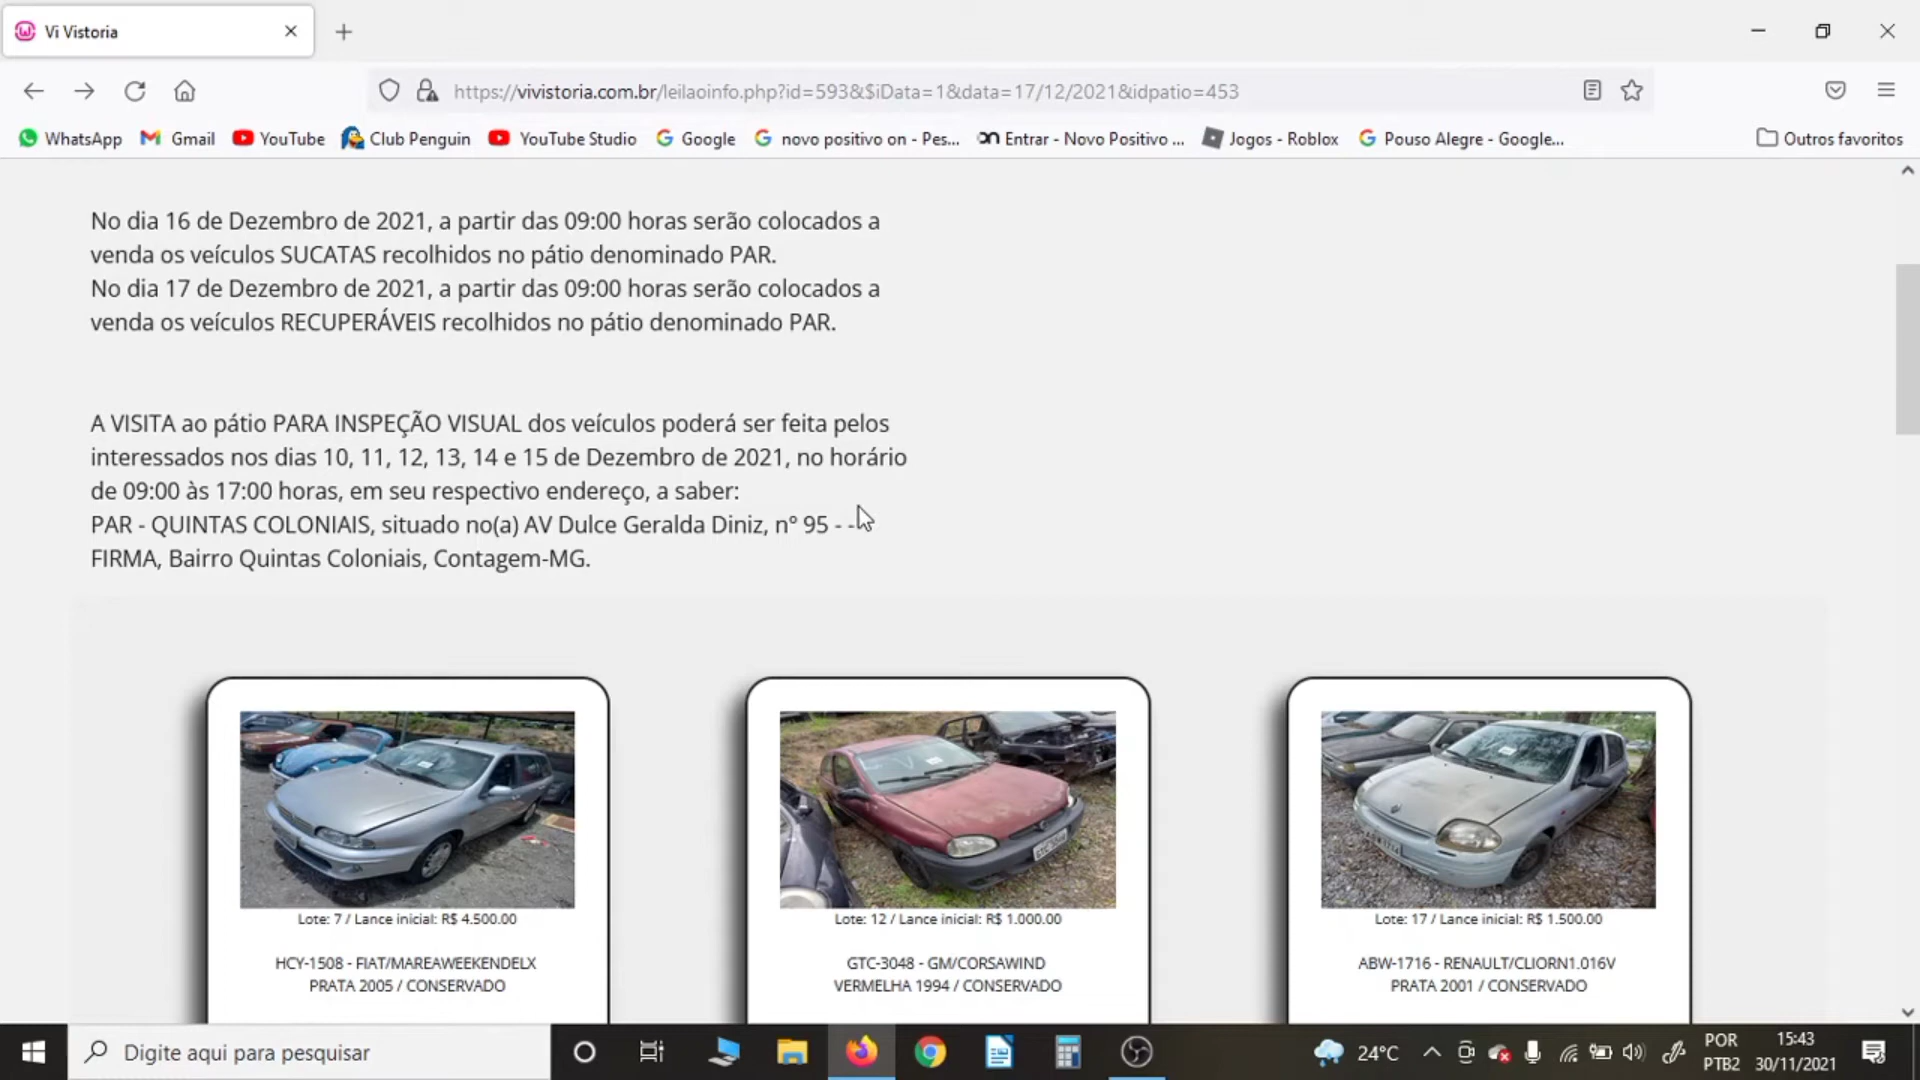 Vi Vistoria
https://vivistoria.com.br/leilaoinfo.php?id=593&$iData=1&data=17/12/2021&idpatio=453
WhatsApp Gmail YouTube Club Penguin YouTube Studio Google novo positivo on - Pes... Entrar - Novo Positivo ... Jogos - Roblox Pouso Alegre - Google... Outros favoritos
No dia 16 de Dezembro de 2021, a partir das 09:00 horas serão colocados a
venda os veículos SUCATAS recolhidos no pátio denominado PAR.
No dia 17 de Dezembro de 2021, a partir das 09:00 horas serão colocados a
venda os veículos RECUPERÁVEIS recolhidos no pátio denominado PAR.
A VISITA ao pátio PARA INSPEÇÃO VISUAL dos veículos poderá ser feita pelos
interessados nos dias 10, 11, 12, 13, 14 e 15 de Dezembro de 2021, no horário
de 09:00 às 17:00 horas, em seu respectivo endereço, a saber:
PAR - QUINTAS COLONIAIS, situado no(a) AV Dulce Geralda Diniz, nº 95 - -
FIRMA, Bairro Quintas Coloniais, Contagem-MG.
Lote: 7 / Lance inicial: R$ 4.500.00
HCY-1508 - FIAT/MAREAWEEKENDELX
PRATA 2005 / CONSERVADO
Lote: 12 / Lance inicial: R$ 1.000.00
GTC-3048 - GM/CORSAWIND
VERMELHA 1994 / CONSERVADO
Lote: 17 / Lance inicial: R$ 1.500.00
ABW-1716 - RENAULT/CLIORN1.016V
PRATA 2001 / CONSERVADO
Digite aqui para pesquisar
24°C
POR
PTB2
15:43
30/11/2021